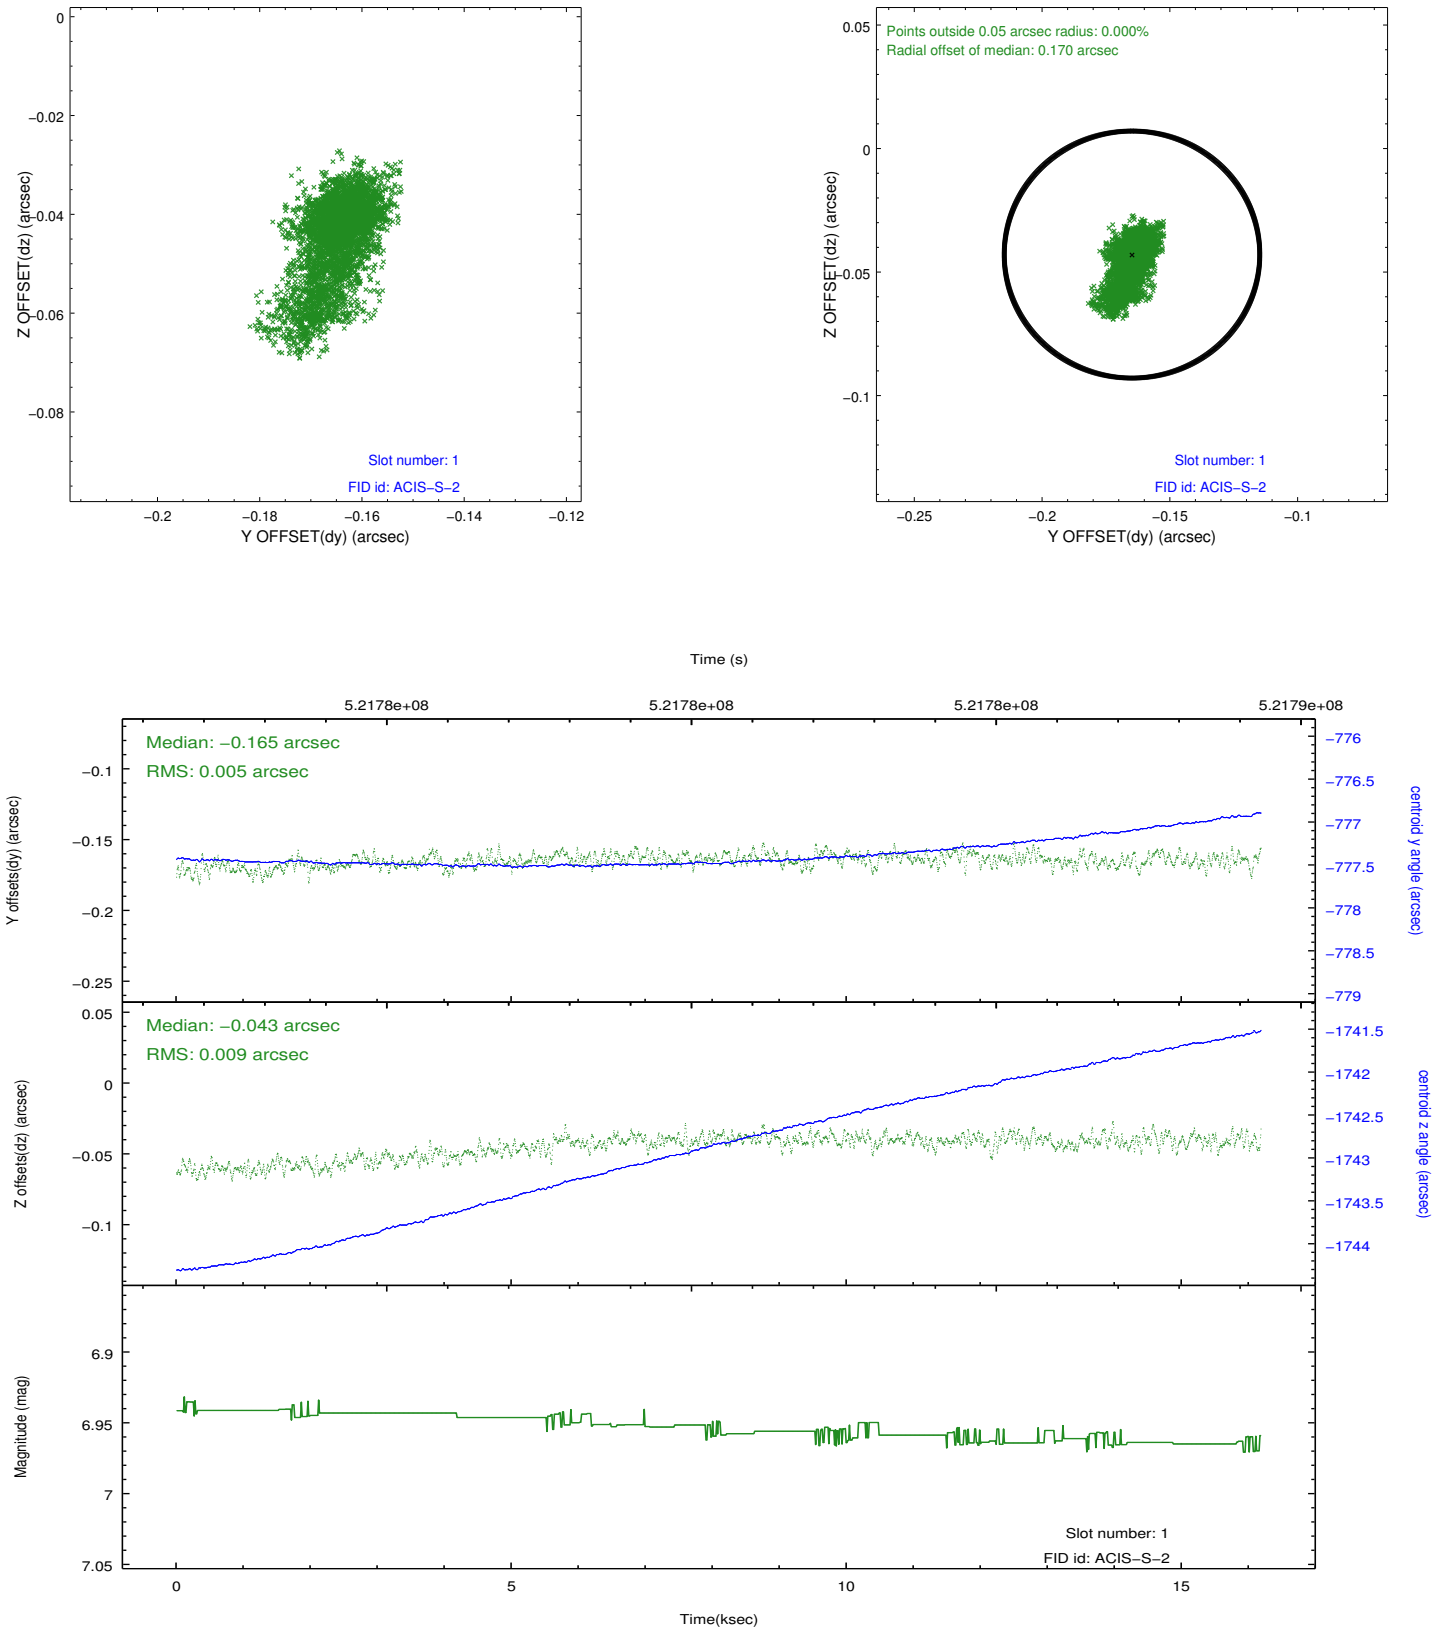 0
−0.02
−0.04
−0.06
−0.08
Z OFFSET(dz) (arcsec)
Slot number: 1
FID id: ACIS−S−2
−0.2
−0.18
−0.16
−0.14
−0.12
Y OFFSET(dy) (arcsec)
Points outside 0.05 arcsec radius: 0.000%
Radial offset of median: 0.170 arcsec
0.05
0
−0.05
−0.1
Z OFFSET(dz) (arcsec)
Slot number: 1
FID id: ACIS−S−2
−0.25
−0.2
−0.15
−0.1
Y OFFSET(dy) (arcsec)
Time (s)
5.2178e+08
5.2178e+08
5.2178e+08
5.2179e+08
Median: −0.165 arcsec
RMS: 0.005 arcsec
−0.1
−0.15
−0.2
−0.25
Y offsets(dy) (arcsec)
−776
−776.5
−777
−777.5
−778
−778.5
−779
centroid y angle (arcsec)
Median: −0.043 arcsec
RMS: 0.009 arcsec
0.05
0
−0.05
−0.1
Z offsets(dz) (arcsec)
−1741.5
−1742
−1742.5
−1743
−1743.5
−1744
centroid z angle (arcsec)
6.9
6.95
7
7.05
Magnitude (mag)
Slot number: 1
FID id: ACIS−S−2
0
5
10
15
Time(ksec)